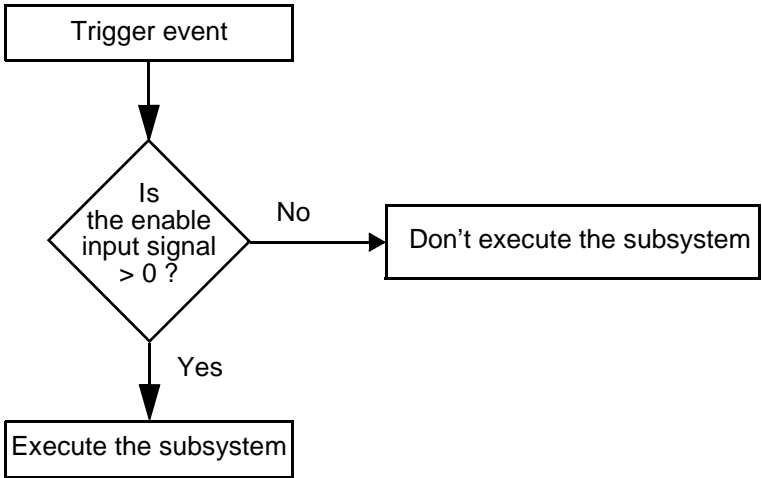 Trigger event
Is
the enable
input signal
> 0 ?
No
Don't execute the subsystem
Yes
Execute the subsystem